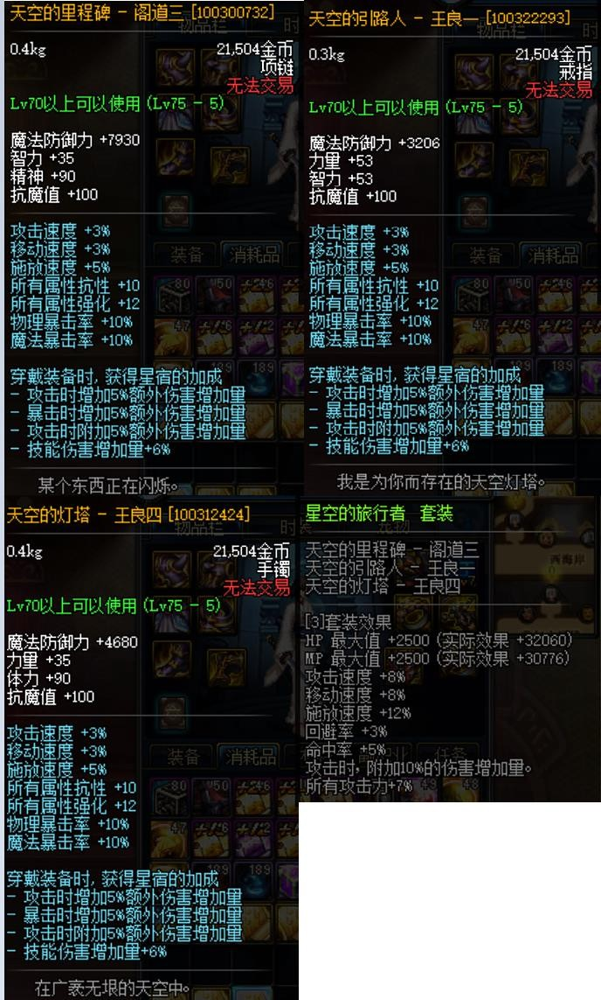 天空的里程碑 - 阁道三 [100300732]
0.4kg
21,504金币
项链
无法交易
Lv70以上可以使用 (Lv75 - 5)
魔法防御力 +7930
智力 +35
精神 +90
抗魔值 +100
攻击速度 +3%
移动速度 +3%
施放速度 +5%
所有属性抗性 +10
所有属性强化 +12
物理暴击率 +10%
魔法暴击率 +10%
穿戴装备时, 获得星宿的加成
- 攻击时增加5%额外伤害增加量
- 暴击时增加5%额外伤害增加量
- 攻击时附加5%额外伤害增加量
- 技能伤害增加量+6%
某个东西正在闪烁。
天空的引路人 - 王良一 [100322293]
0.3kg
21,504金币
戒指
无法交易
Lv70以上可以使用 (Lv75 - 5)
魔法防御力 +3206
力量 +53
智力 +53
抗魔值 +100
攻击速度 +3%
移动速度 +3%
施放速度 +5%
所有属性抗性 +10
所有属性强化 +12
物理暴击率 +10%
魔法暴击率 +10%
穿戴装备时, 获得星宿的加成
- 攻击时增加5%额外伤害增加量
- 暴击时增加5%额外伤害增加量
- 攻击时附加5%额外伤害增加量
- 技能伤害增加量+6%
我是为你而存在的天空灯塔。
天空的灯塔 - 王良四 [100312424]
0.4kg
21,504金币
手镯
无法交易
Lv70以上可以使用 (Lv75 - 5)
魔法防御力 +4680
力量 +35
体力 +90
抗魔值 +100
攻击速度 +3%
移动速度 +3%
施放速度 +5%
所有属性抗性 +10
所有属性强化 +12
物理暴击率 +10%
魔法暴击率 +10%
穿戴装备时, 获得星宿的加成
- 攻击时增加5%额外伤害增加量
- 暴击时增加5%额外伤害增加量
- 攻击时附加5%额外伤害增加量
- 技能伤害增加量+6%
在广袤无垠的天空中。
星空的旅行者 套装
天空的里程碑 - 阁道三
天空的引路人 - 王良一
天空的灯塔 - 王良四
[3]套装效果
HP 最大值 +2500 (实际效果 +32060)
MP 最大值 +2500 (实际效果 +30776)
攻击速度 +8%
移动速度 +8%
施放速度 +12%
回避率 +3%
命中率 +5%
攻击时, 附加10%的伤害增加量。
所有攻击力+7%
物品栏
装备
消耗品
物品栏
装备
消耗品
物品栏
装备
消耗品
西海岸
任务